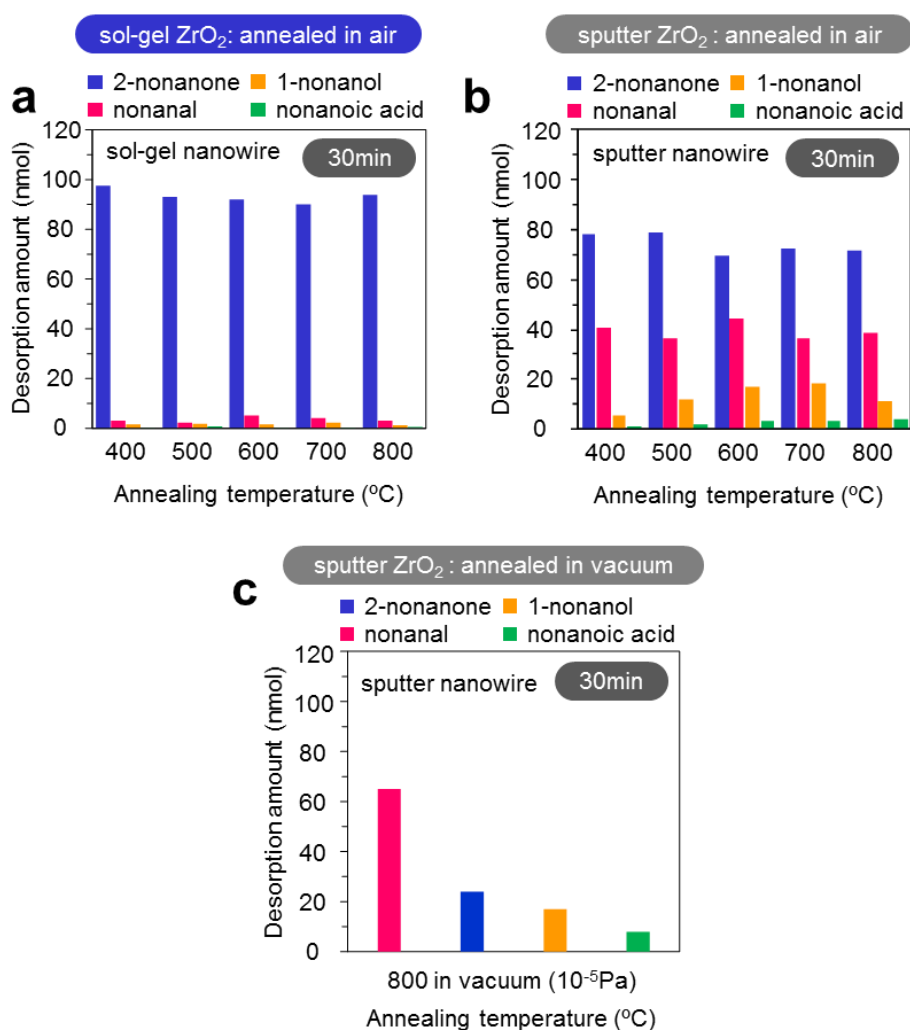 sol-gel ZrO₂: annealed in air
a
2-nonanone 1-nonanol
nonanal nonanoic acid
sol-gel nanowire 30min
Desorption amount (nmol)
120
100
80
60
40
20
0
400 500 600 700 800
Annealing temperature (ºC)
sputter ZrO₂ : annealed in air
b
2-nonanone 1-nonanol
nonanal nonanoic acid
sputter nanowire 30min
Desorption amount (nmol)
120
100
80
60
40
20
0
400 500 600 700 800
Annealing temperature (ºC)
sputter ZrO₂ : annealed in vacuum
c
2-nonanone 1-nonanol
nonanal nonanoic acid
sputter nanowire 30min
Desorption amount (nmol)
120
100
80
60
40
20
0
800 in vacuum (10⁻⁵Pa)
Annealing temperature (ºC)